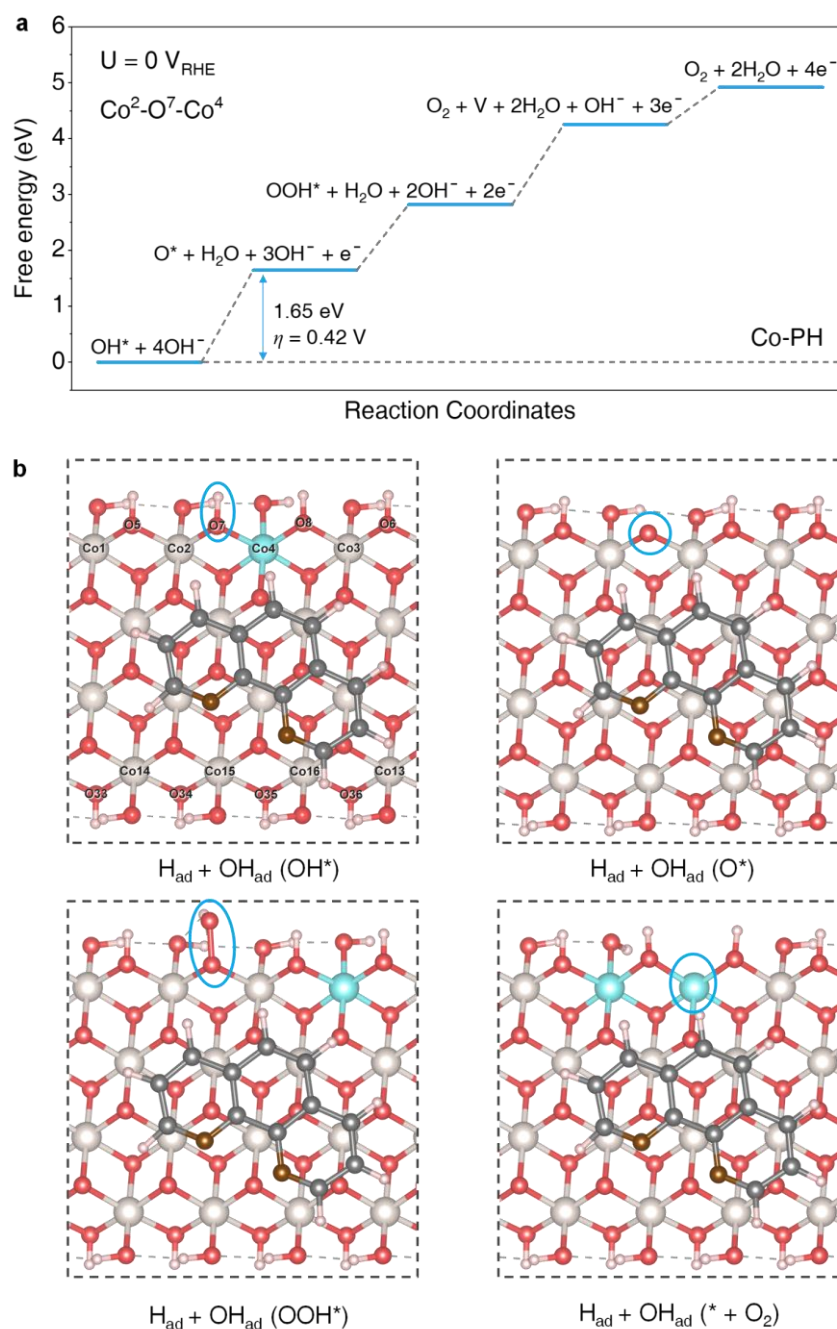 a
6
5
4
3
2
1
0
Free energy (eV)
U = 0 V_RHE
Co²-O⁷-Co⁴
O₂ + 2H₂O + 4e⁻
O₂ + V + 2H₂O + OH⁻ + 3e⁻
OOH* + H₂O + 2OH⁻ + 2e⁻
O* + H₂O + 3OH⁻ + e⁻
1.65 eV
η = 0.42 V
OH* + 4OH⁻
Co-PH
Reaction Coordinates
b
O5 O7 O8 O6
Co1 Co2 Co4 Co3
Co14 Co15 Co16 Co13
O33 O34 O35 O36
H_ad + OH_ad (OH*)
H_ad + OH_ad (O*)
H_ad + OH_ad (OOH*)
H_ad + OH_ad (* + O₂)